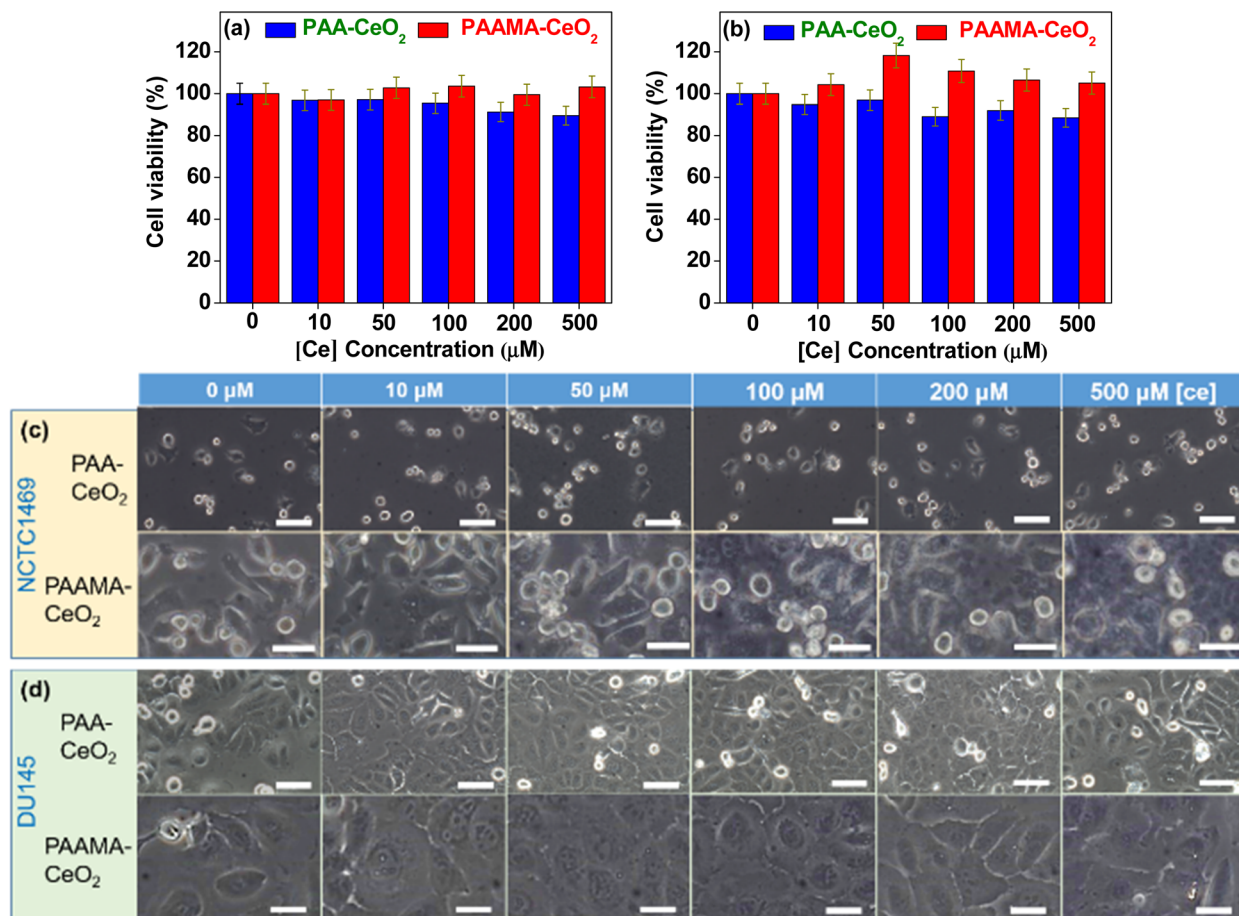 (a) PAA-CeO₂ PAAMA-CeO₂
120
100
80
60
40
20
0
Cell viability (%)
0 10 50 100 200 500
[Ce] Concentration (μM)
(b) PAA-CeO₂ PAAMA-CeO₂
120
100
80
60
40
20
0
Cell viability (%)
0 10 50 100 200 500
[Ce] Concentration (μM)
0 μM 10 μM 50 μM 100 μM 200 μM 500 μM [ce]
(c)
NCTC1469
PAA-
CeO₂
PAAMA-
CeO₂
(d)
DU145
PAA-
CeO₂
PAAMA-
CeO₂